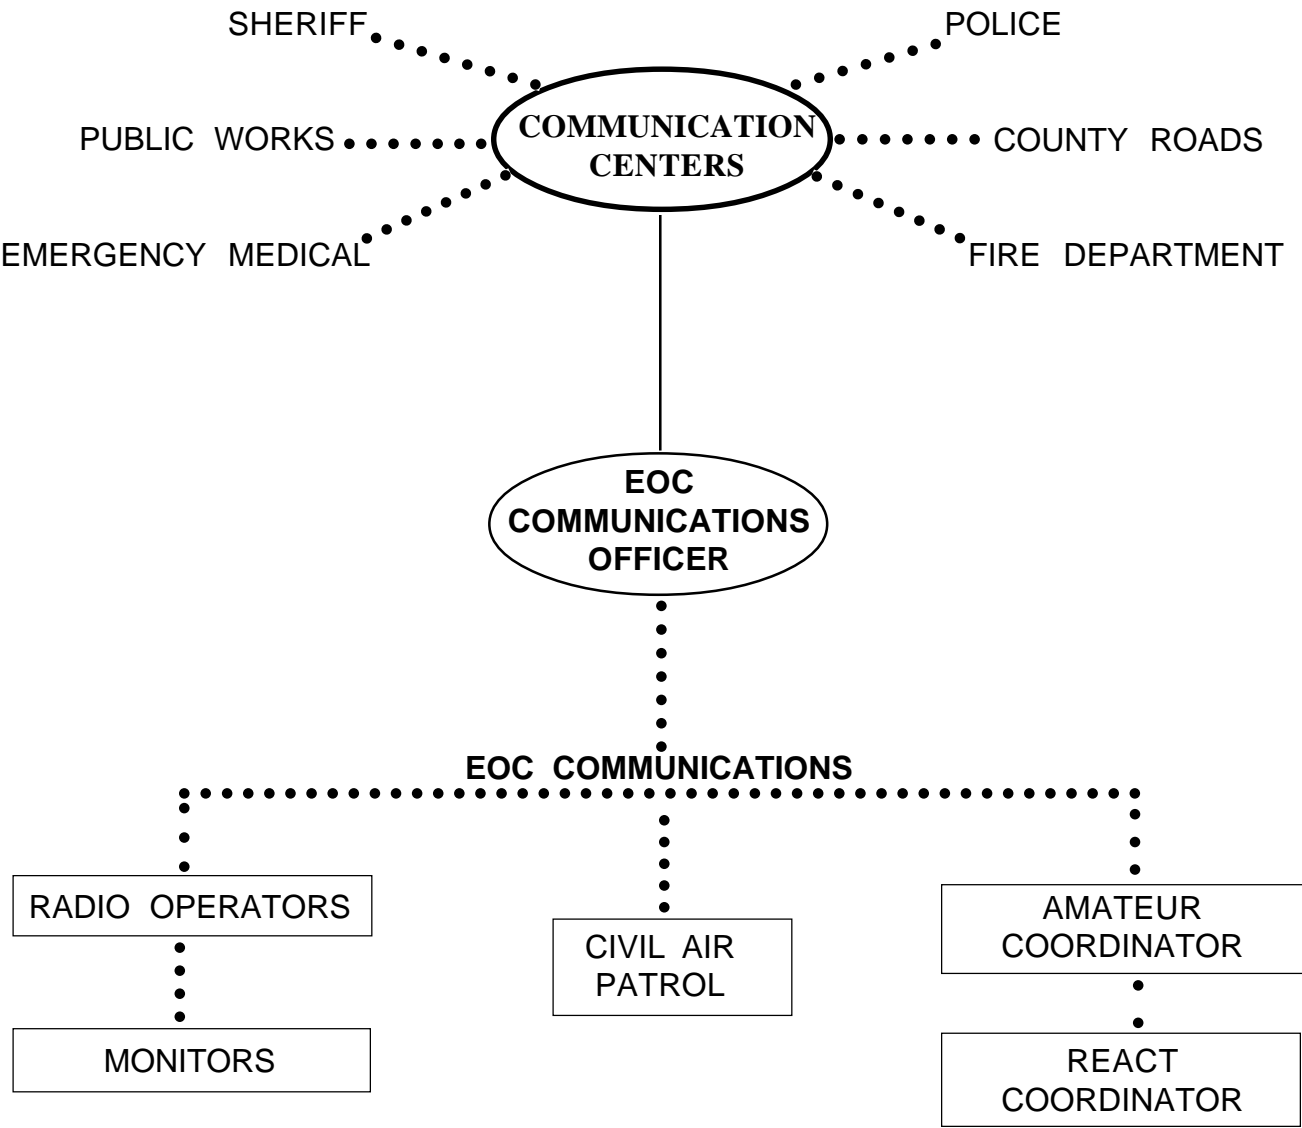 SHERIFF
POLICE
COMMUNICATION
CENTERS
PUBLIC WORKS
COUNTY ROADS
EMERGENCY MEDICAL
FIRE DEPARTMENT
EOC
COMMUNICATIONS
OFFICER
EOC COMMUNICATIONS
RADIO OPERATORS
MONITORS
CIVIL AIR
PATROL
AMATEUR
COORDINATOR
REACT
COORDINATOR